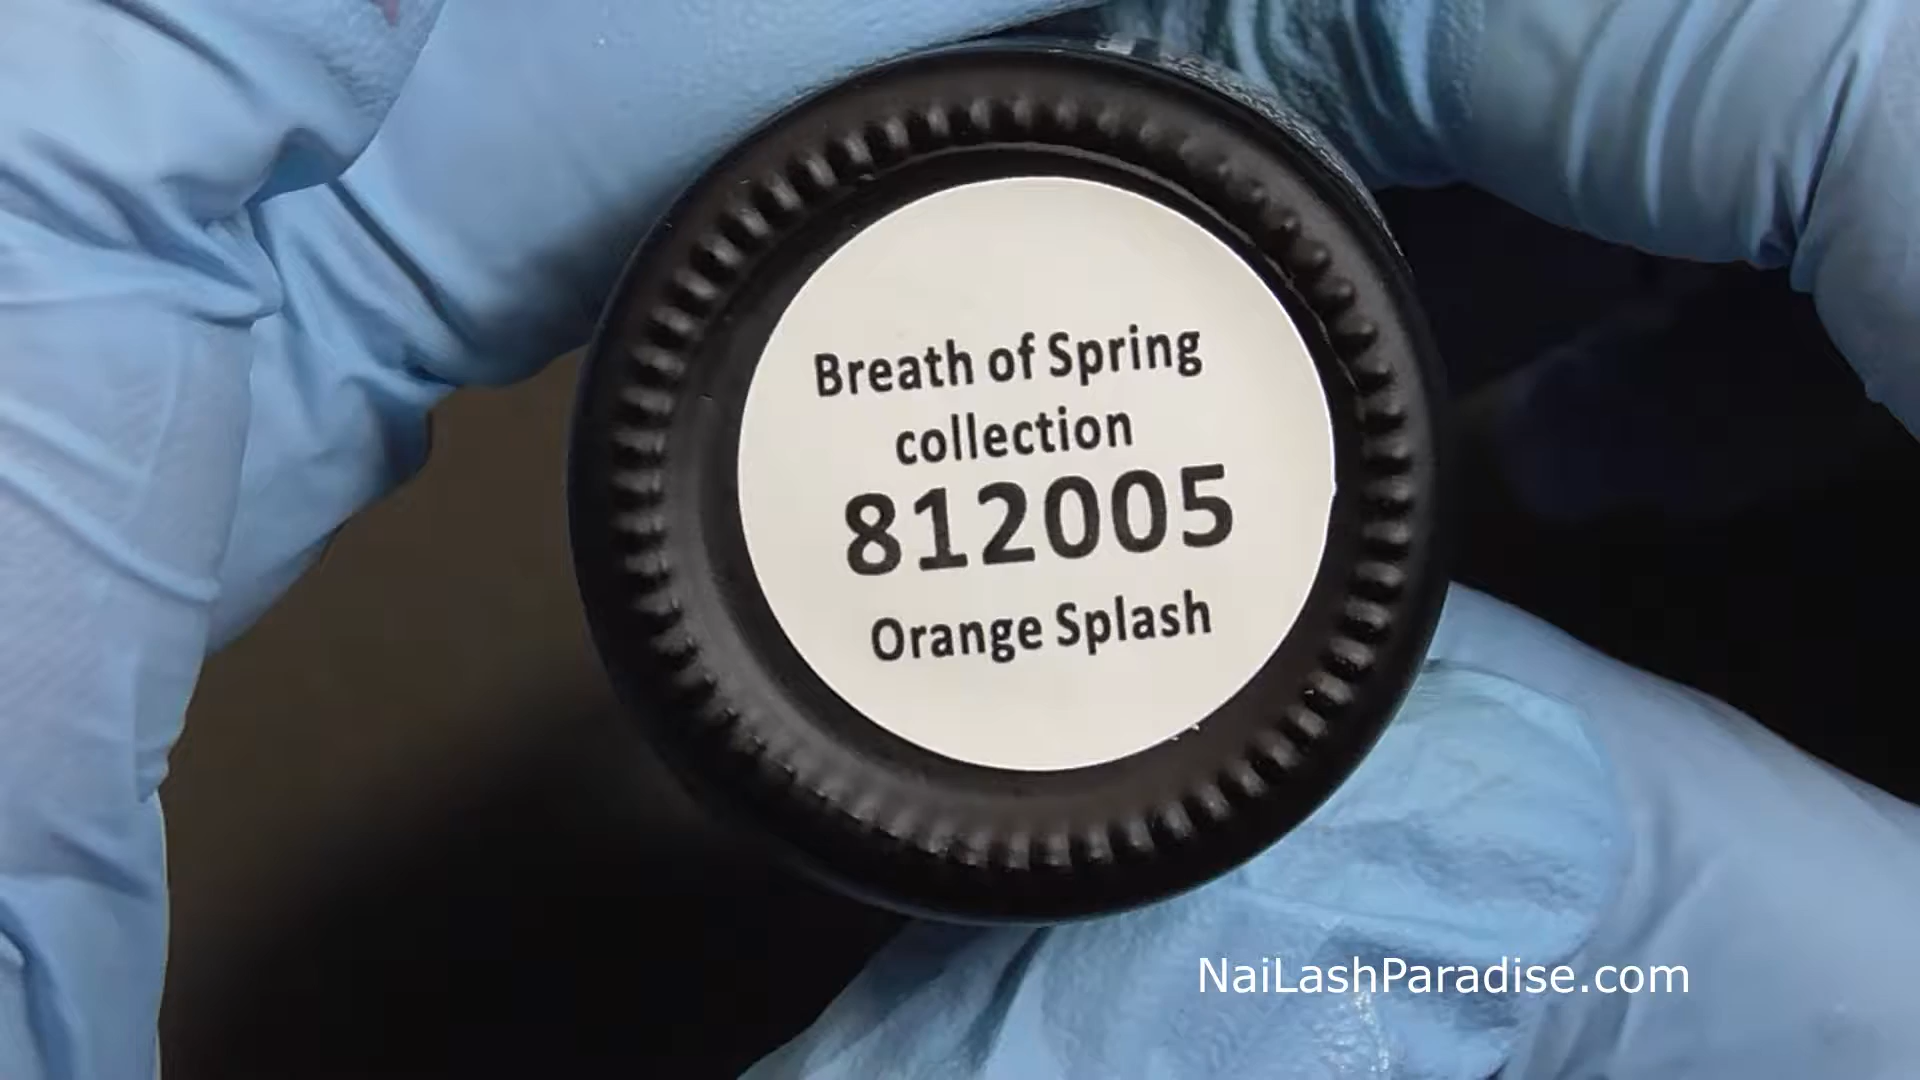 Breath of Spring
collection
812005
Orange Splash
NaiLashParadise.com